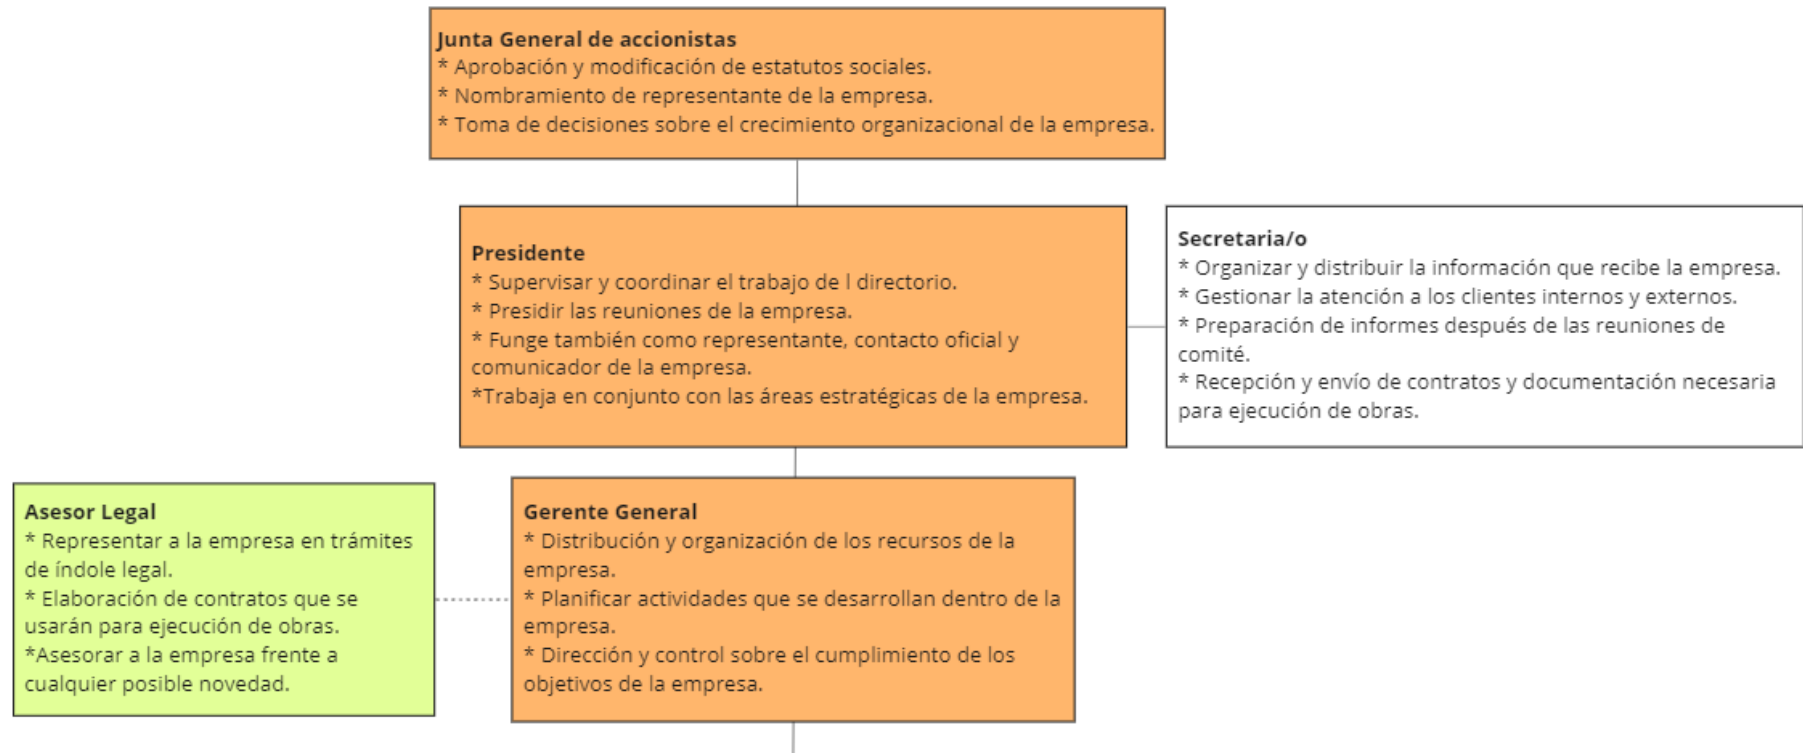 Junta General de accionistas
* Aprobación y modificación de estatutos sociales.
* Nombramiento de representante de la empresa.
* Toma de decisiones sobre el crecimiento organizacional de la empresa.
Presidente
* Supervisar y coordinar el trabajo de l directorio.
* Presidir las reuniones de la empresa.
* Funge también como representante, contacto oficial y
comunicador de la empresa.
*Trabaja en conjunto con las áreas estratégicas de la empresa.
Secretaria/o
* Organizar y distribuir la información que recibe la empresa.
* Gestionar la atención a los clientes internos y externos.
* Preparación de informes después de las reuniones de
comité.
* Recepción y envío de contratos y documentación necesaria
para ejecución de obras.
Asesor Legal
* Representar a la empresa en trámites
de índole legal.
* Elaboración de contratos que se
usarán para ejecución de obras.
*Asesorar a la empresa frente a
cualquier posible novedad.
Gerente General
* Distribución y organización de los recursos de la
empresa.
* Planificar actividades que se desarrollan dentro de la
empresa.
* Dirección y control sobre el cumplimiento de los
objetivos de la empresa.